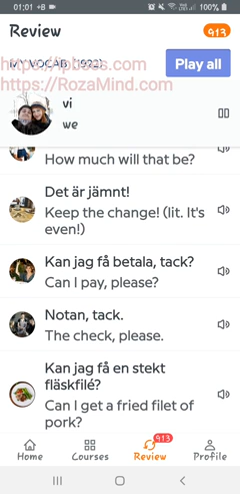 01:01 +B
100%
Review
913
MY VOCAB (1922)
Play all
https://RozaMind.com
vi
we
How much will that be?
Det är jämnt!
Keep the change! (lit. It's
even!)
Kan jag få betala, tack?
Can I pay, please?
Notan, tack.
The check, please.
Kan jag få en stekt
fläskfilé?
Can I get a fried filet of
pork?
913
Home
Courses
Review
Profile